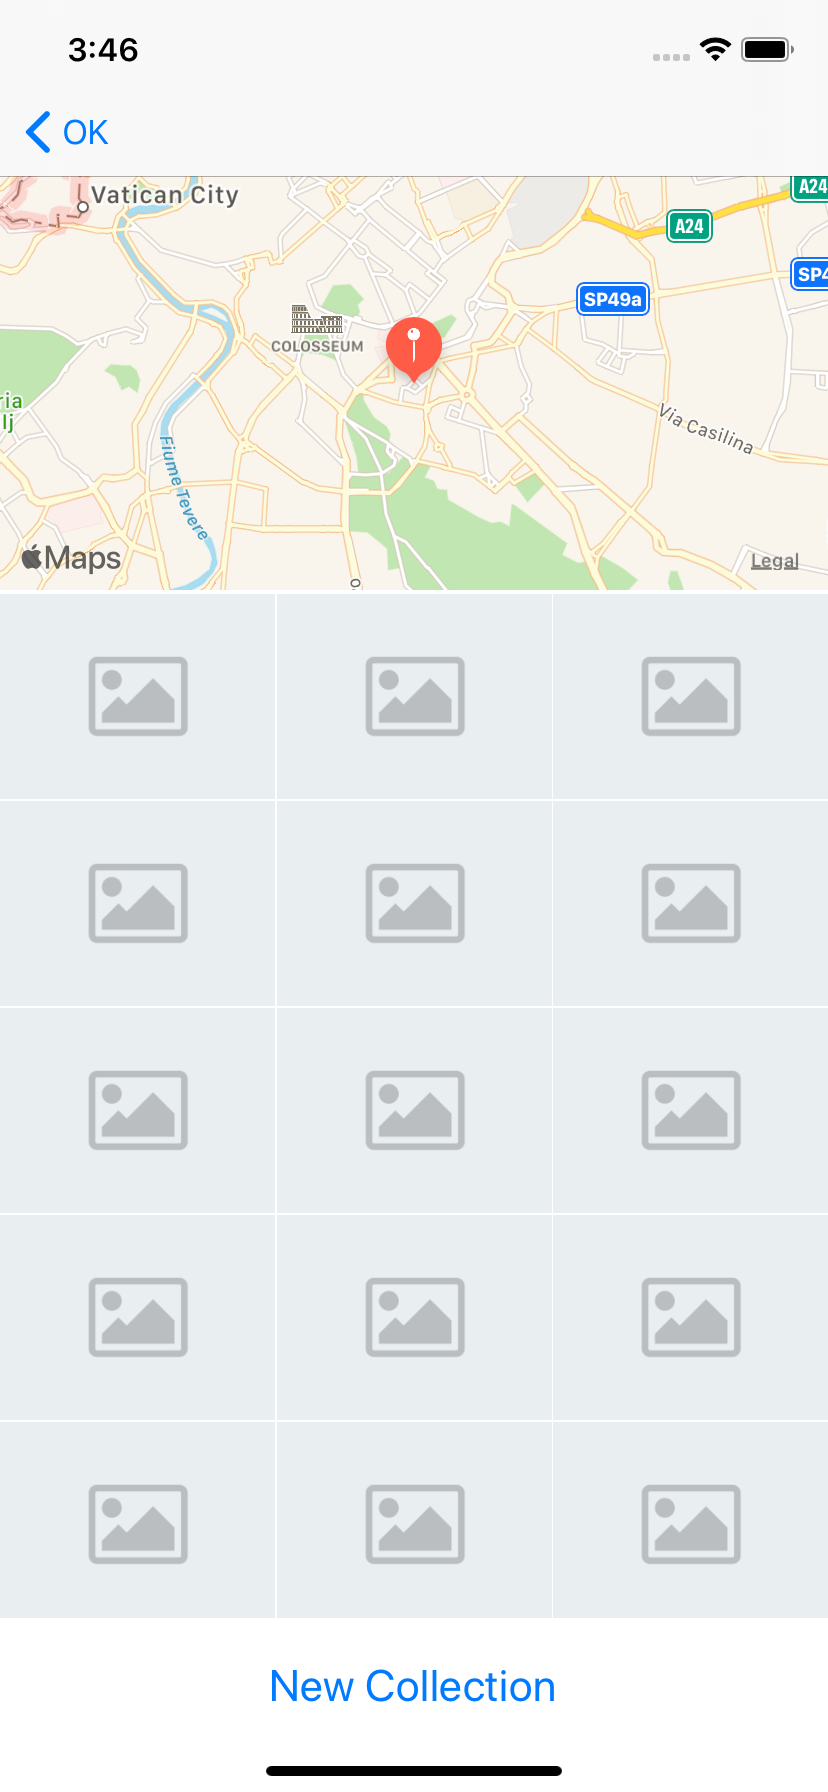 3:46
OK
Vatican City
A24
A24
SP49a
SP4
COLOSSEUM
ria
lj
Via Casilina
Fiume Tevere
Maps
Legal
O
New Collection